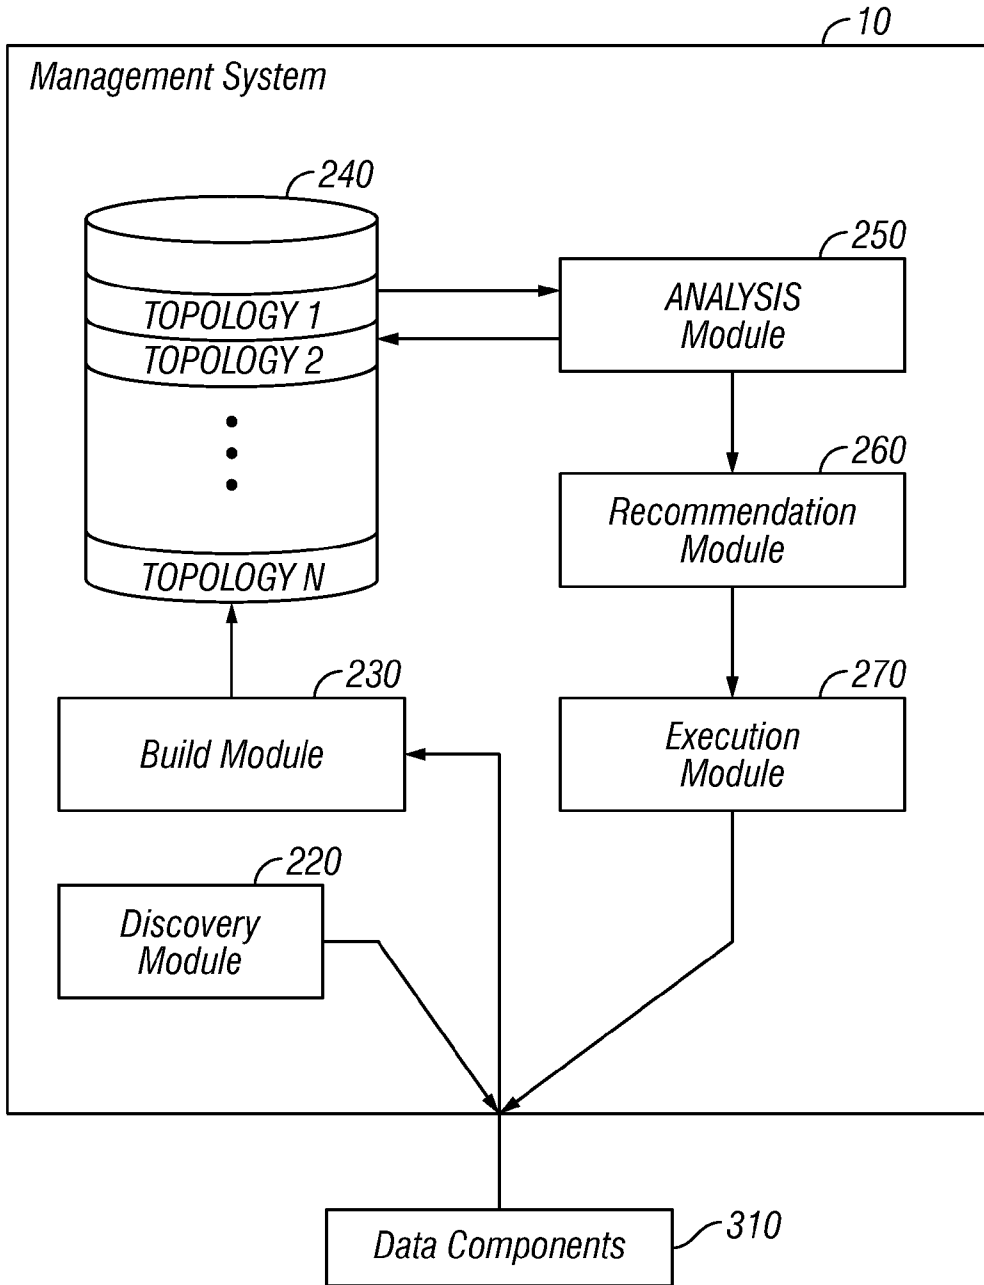 10
Management System
240
250
TOPOLOGY 1
ANALYSIS
Module
TOPOLOGY 2
260
Recommendation
Module
TOPOLOGY N
230
270
Build Module
Execution
Module
220
Discovery
Module
Data Components
310